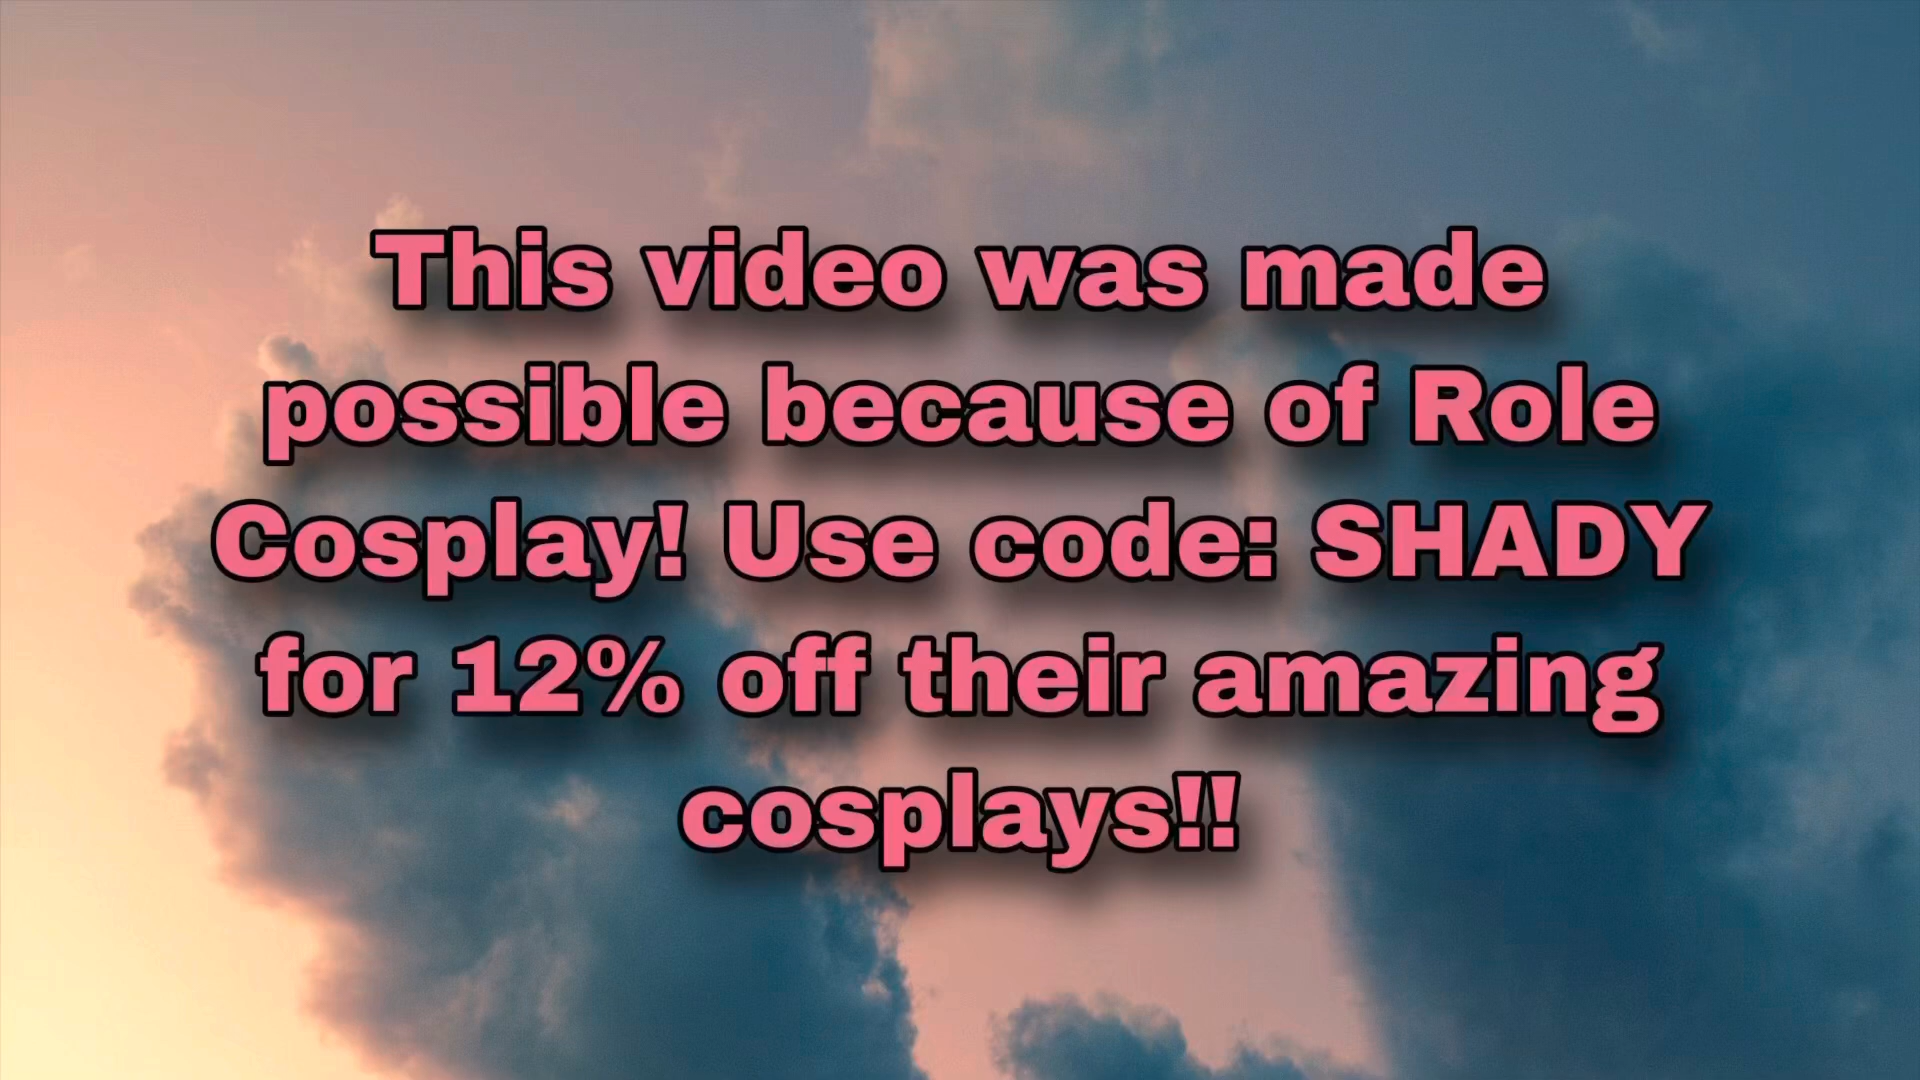 This video was made
possible because of Role
Cosplay! Use code: SHADY
for 12% off their amazing
cosplays!!